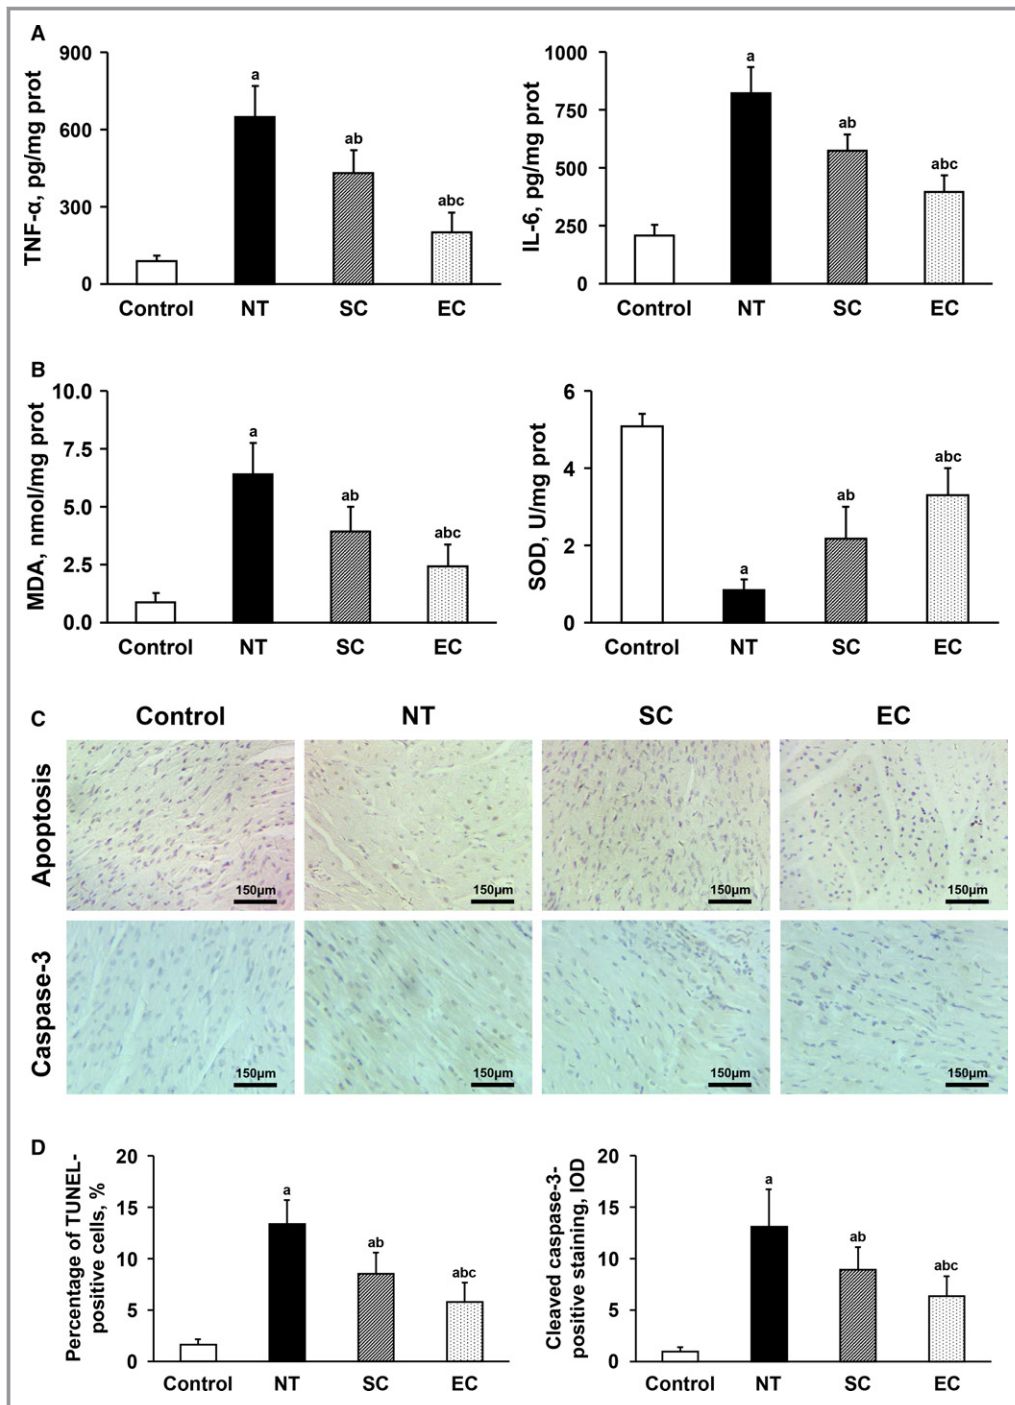 A
TNF-α, pg/mg prot
900
600
300
0
a
ab
abc
Control NT SC EC
IL-6, pg/mg prot
1000
750
500
250
0
a
ab
abc
Control NT SC EC
B
MDA, nmol/mg prot
10.0
7.5
5.0
2.5
0.0
a
ab
abc
Control NT SC EC
SOD, U/mg prot
6
4
2
0
a
ab
abc
Control NT SC EC
C
Control NT SC EC
Apoptosis
150µm 150µm 150µm 150µm
Caspase-3
150µm 150µm 150µm 150µm
D
Percentage of TUNEL-
positive cells, %
20
15
10
5
0
a
ab
abc
Control NT SC EC
Cleaved caspase-3-
positive staining, IOD
20
15
10
5
0
a
ab
abc
Control NT SC EC